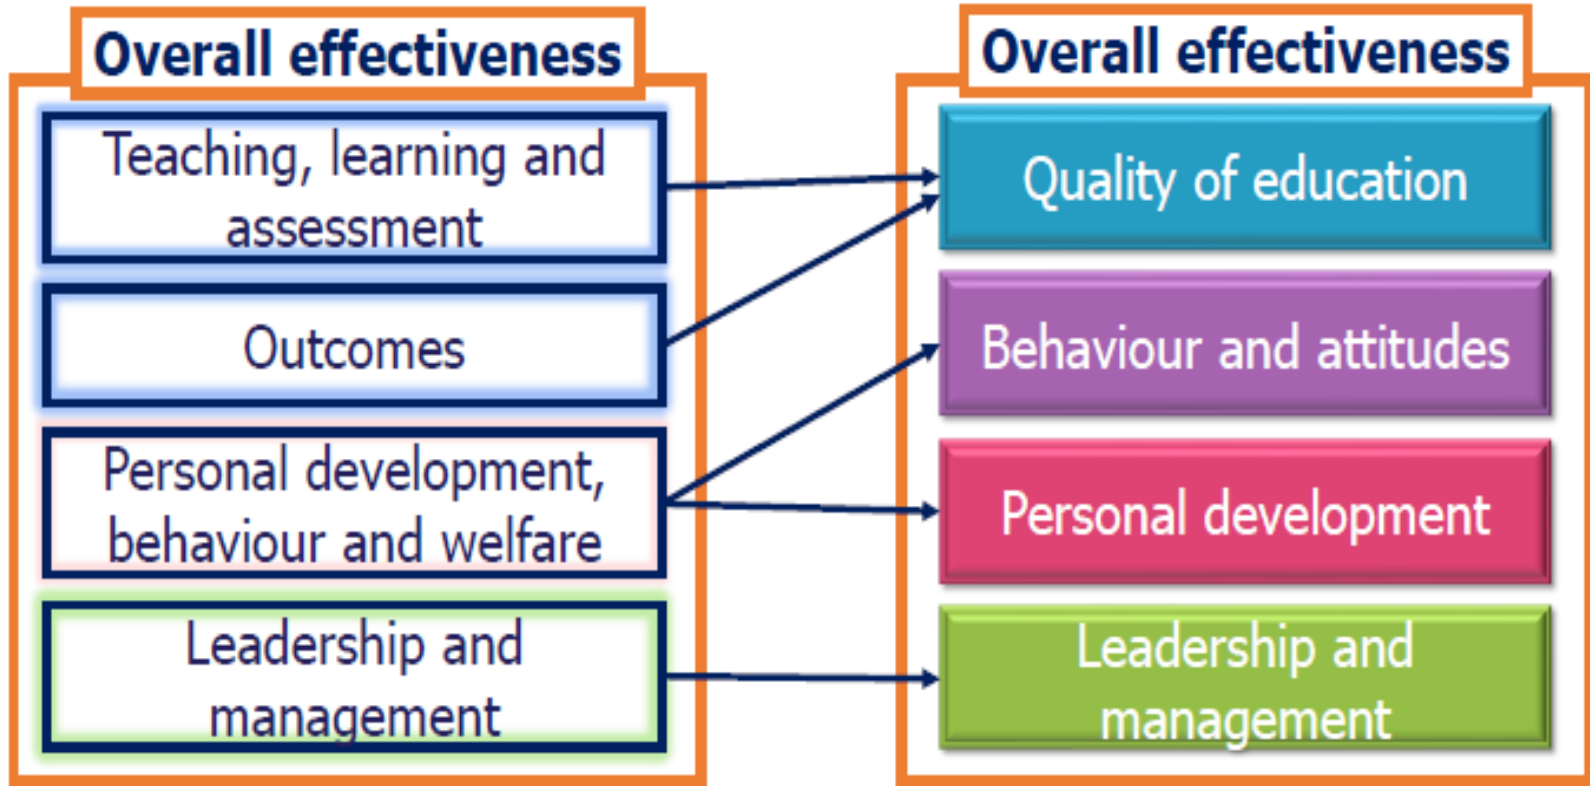 Overall effectiveness
Teaching, learning and
assessment
Outcomes
Personal development,
behaviour and welfare
Leadership and
management
Overall effectiveness
Quality of education
Behaviour and attitudes
Personal development
Leadership and
management